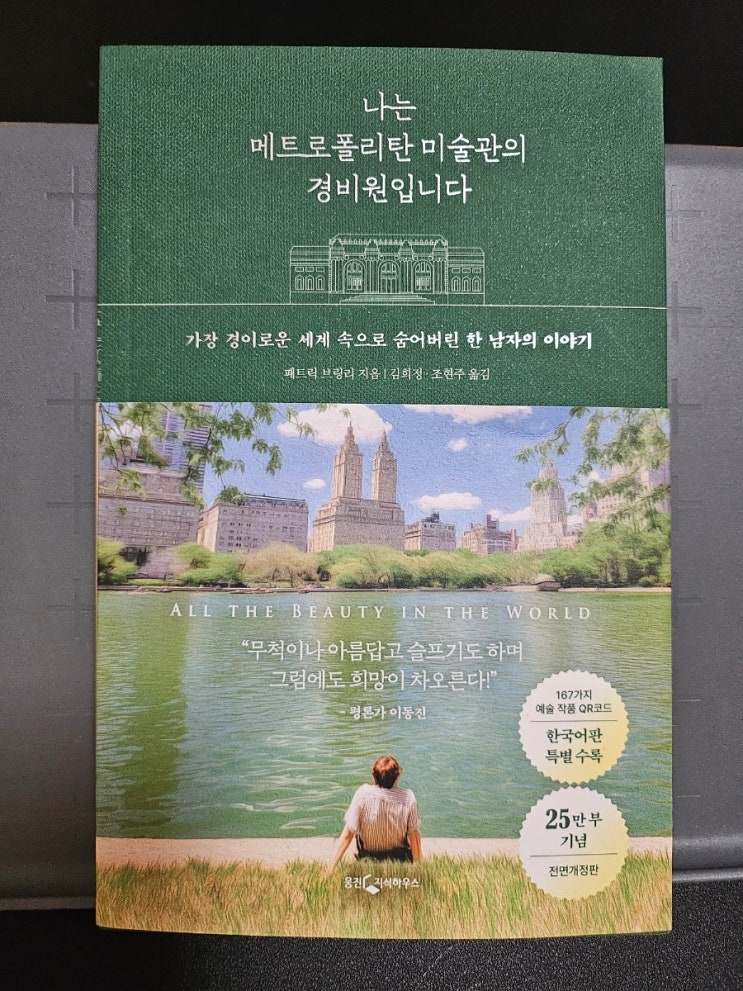 나는
메트로폴리탄 미술관의
경비원입니다
가장 경이로운 세계 속으로 숨어버린 한 남자의 이야기
패트릭 브링리 지음 | 김희정·조현주 옮김
ALL THE BEAUTY IN THE WORLD
“무척이나 아름답고 슬프기도 하며
그럼에도 희망이 차오른다!”
- 평론가 이동진
167가지
예술 작품 QR코드
한국어판
특별 수록
25만 부
기념
전면개정판
웅진 지식하우스